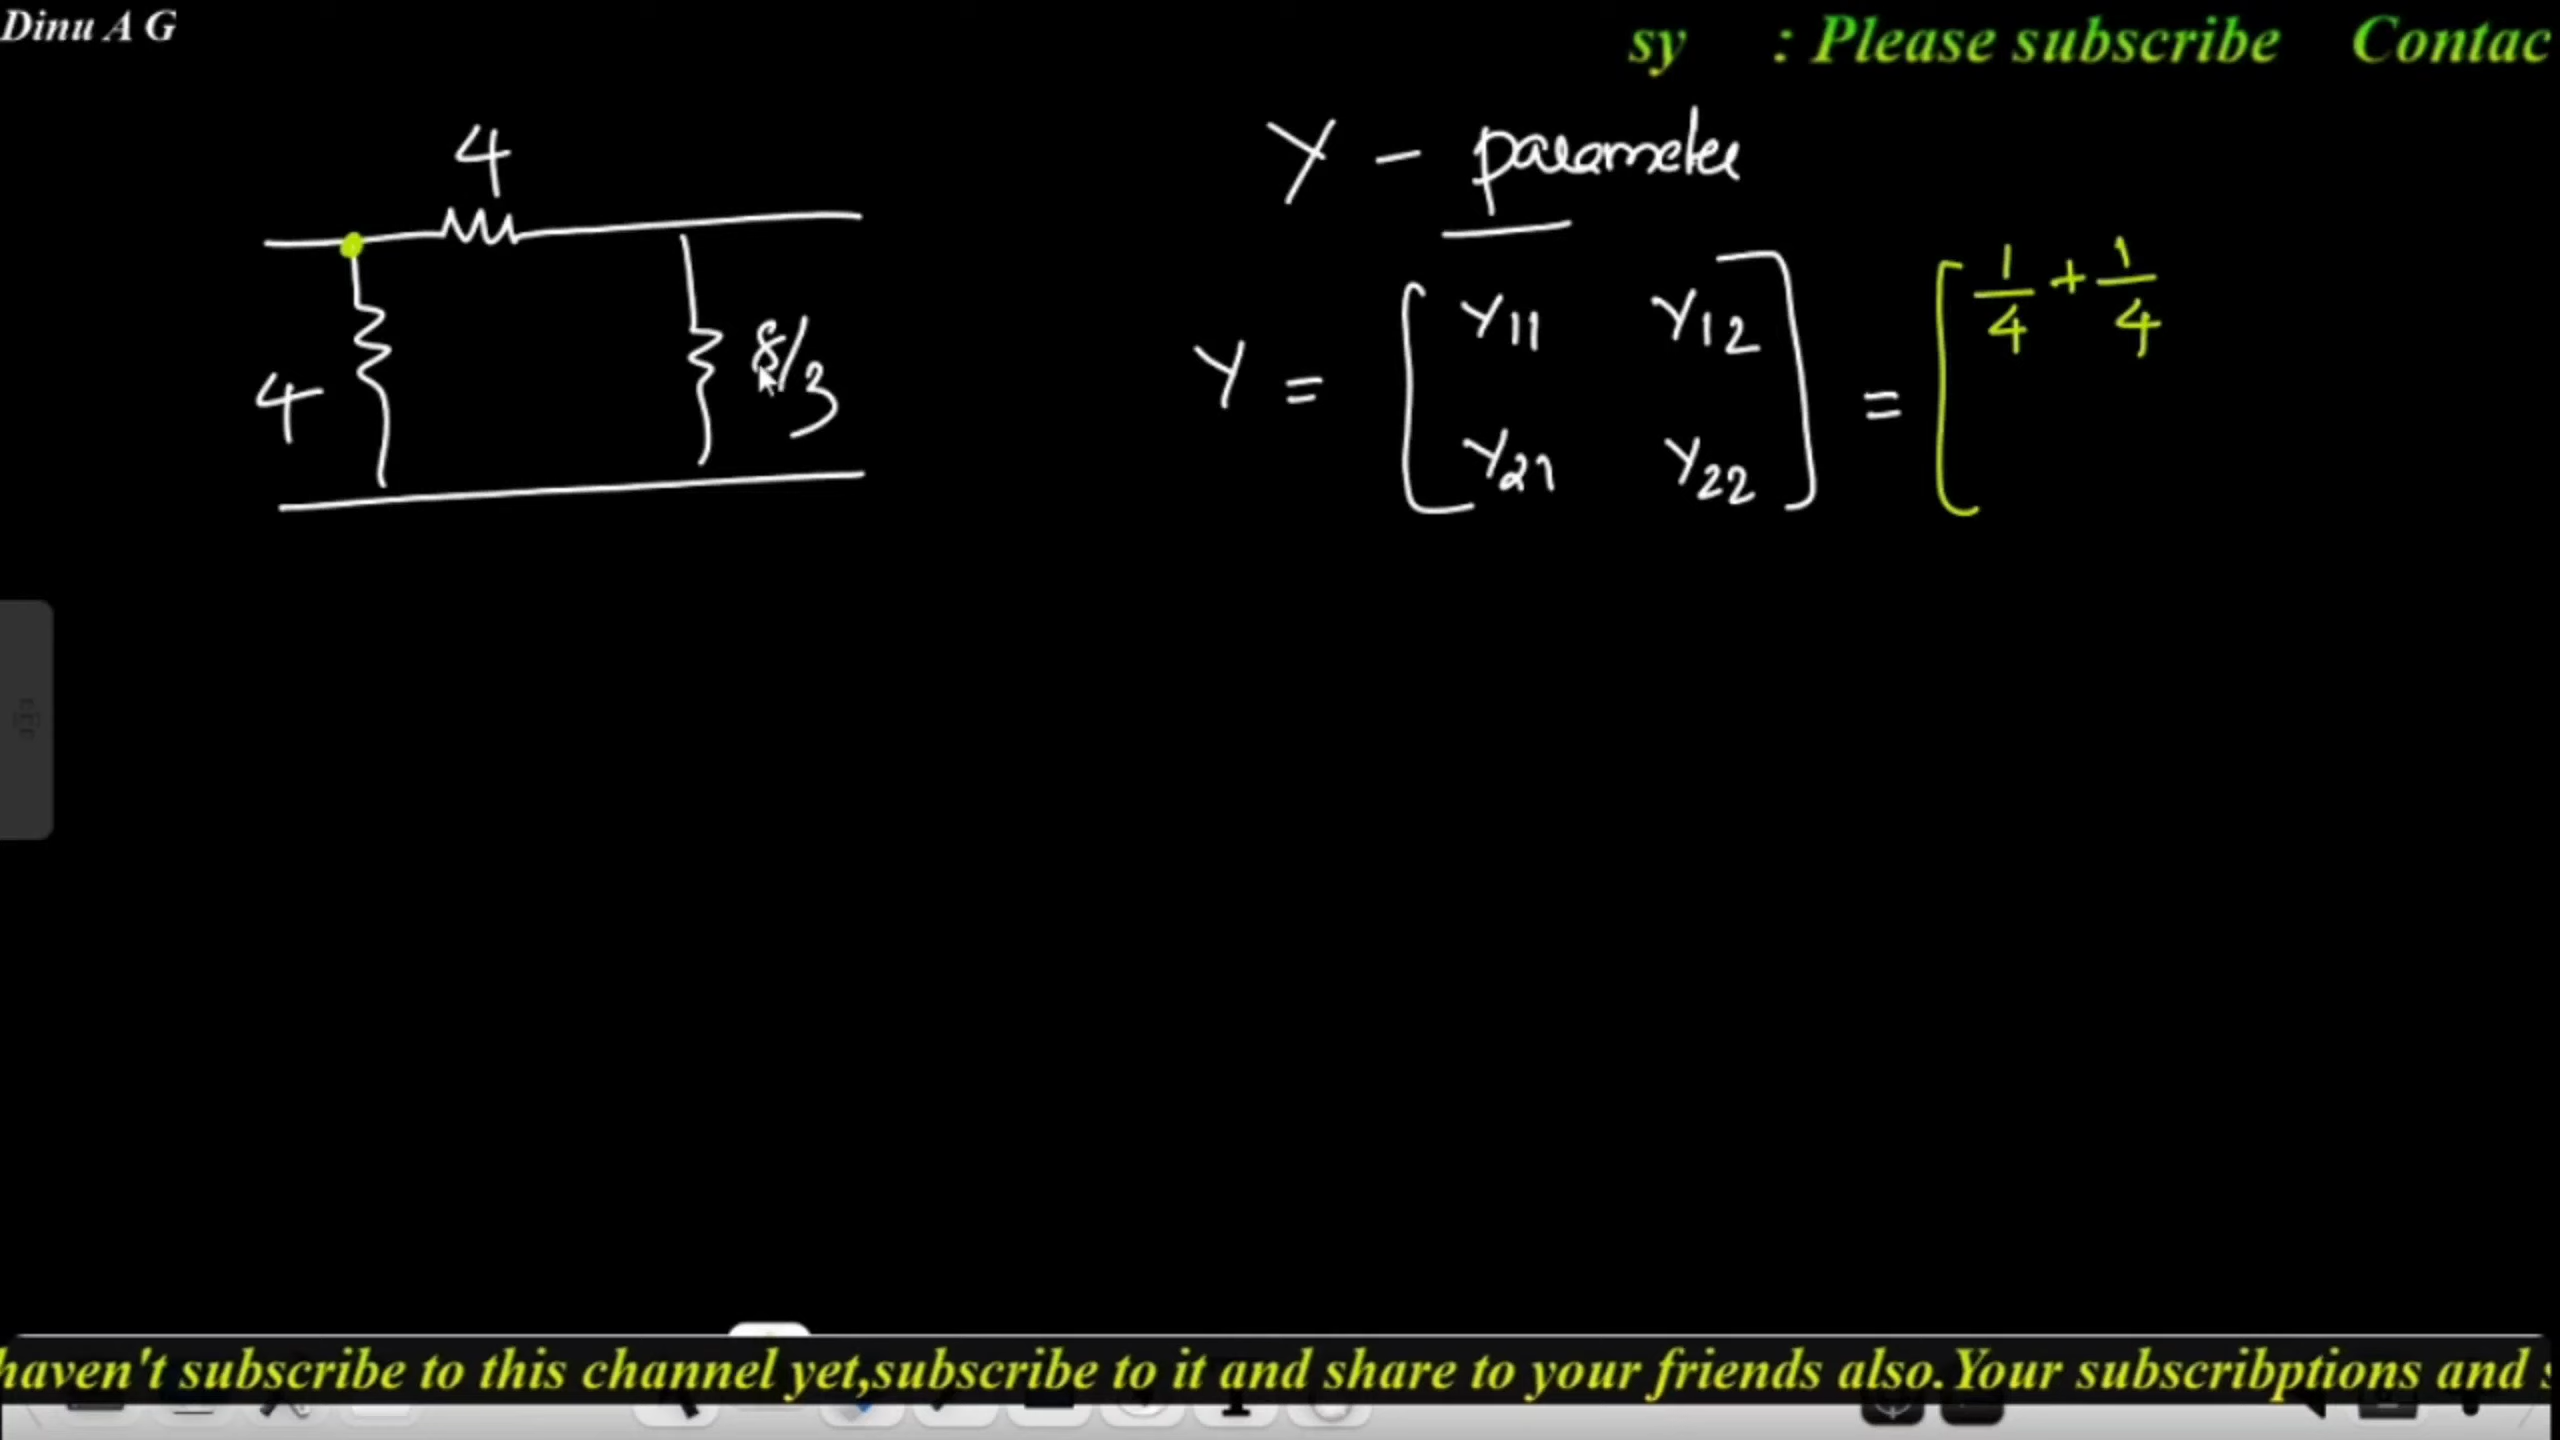 Dinu A G
sy : Please subscribe Contac
4
4
8/3
Y - parameter
Y = [ Y11 Y12
Y21 Y22 ] = [ 1/4 + 1/4
haven't subscribe to this channel yet,subscribe to it and share to your friends also.Your subscribptions and s